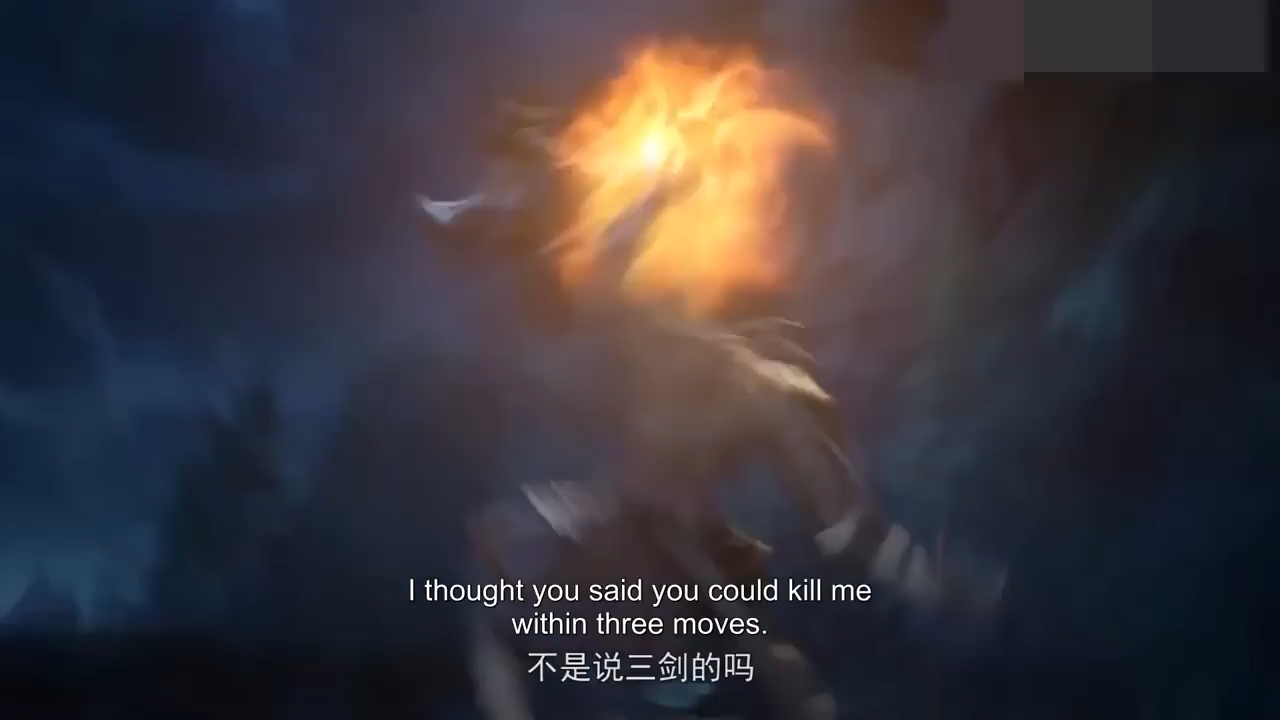 I thought you said you could kill me
within three moves.
不是说三剑的吗